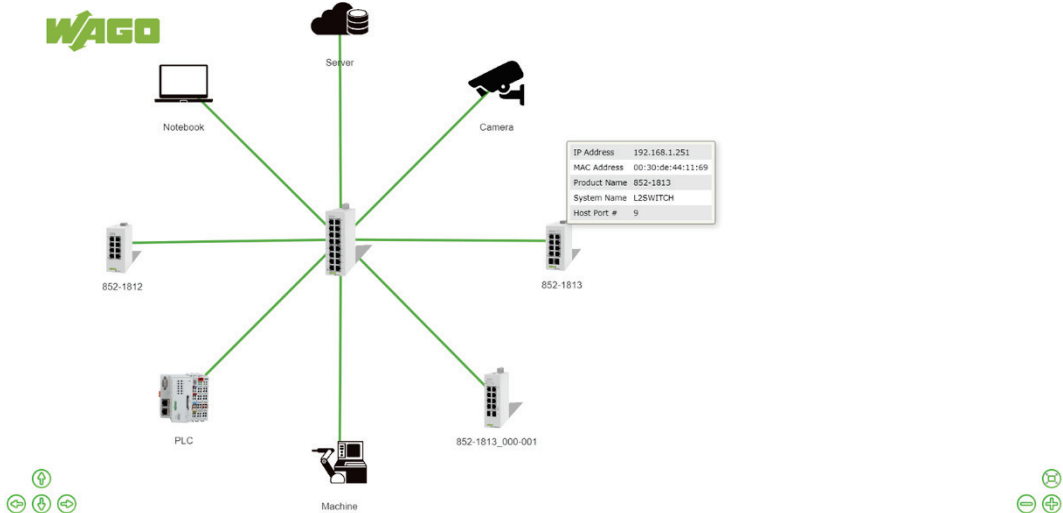 WAGO
Server
Notebook
Camera
IP Address 192.168.1.251
MAC Address 00:30:de:44:11:69
Product Name 852-1813
System Name L2SWITCH
Host Port # 9
852-1812
852-1813
PLC
852-1813_000-001
Machine